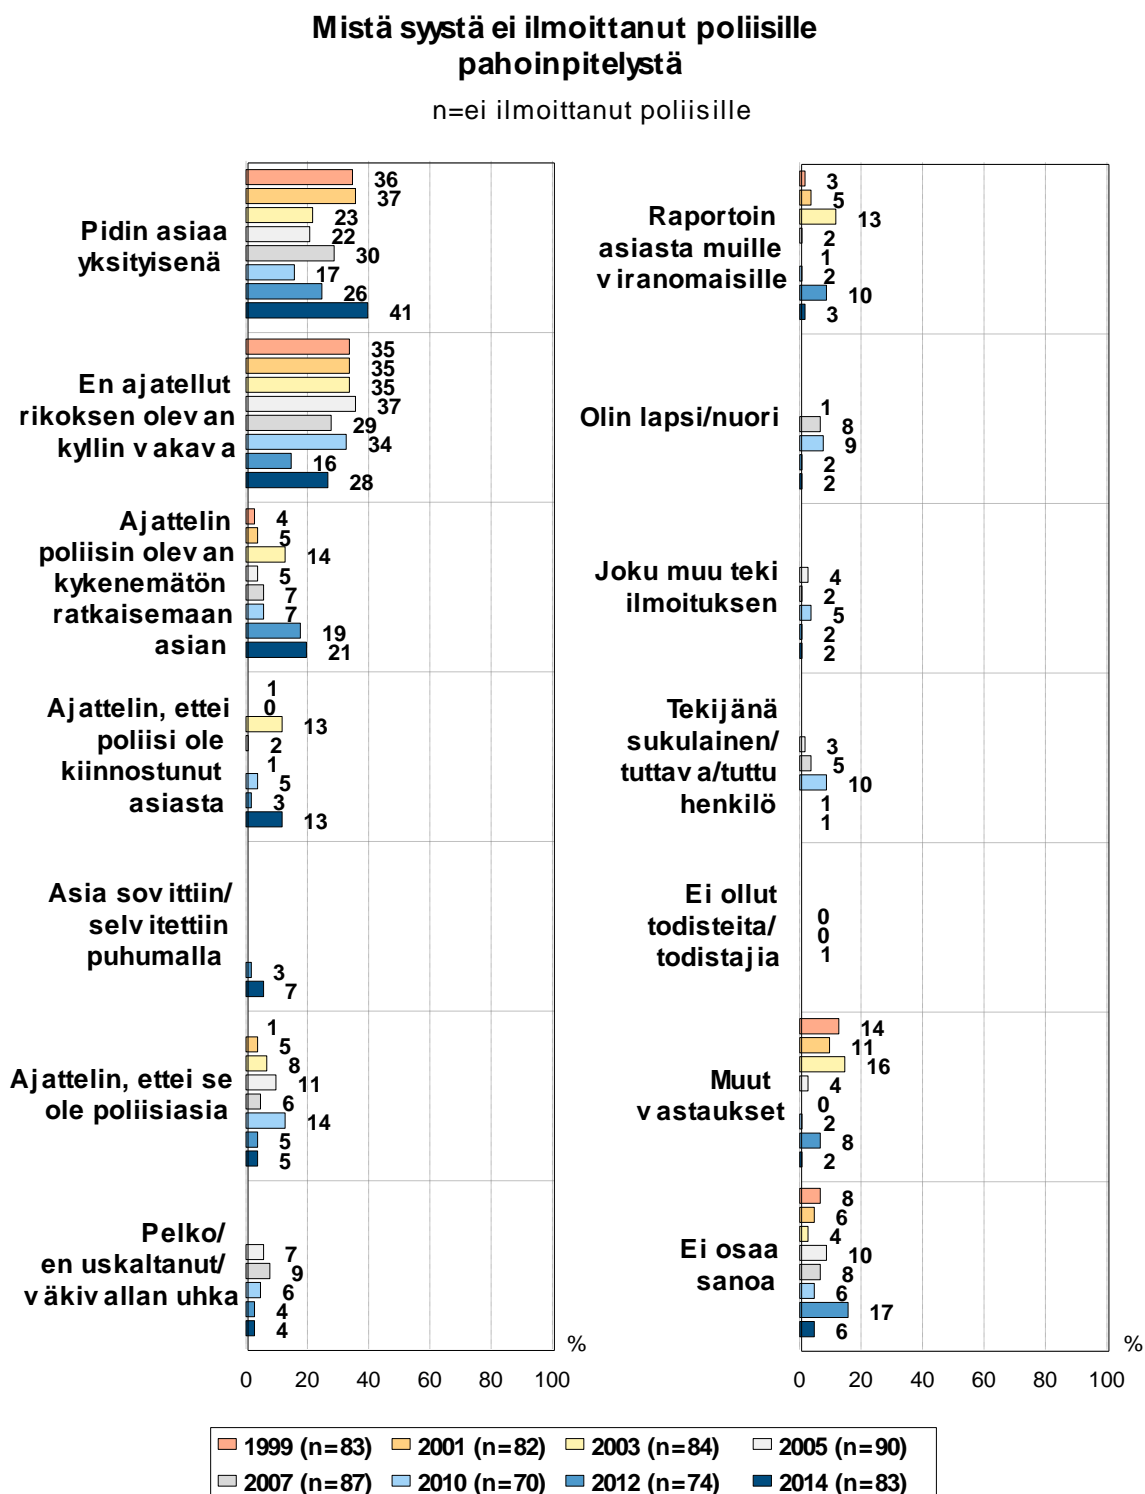 Mistä syystä ei ilmoittanut poliisille
pahoinpitelystä
n=ei ilmoittanut poliisille
Pidin asiaa
yksityisenä
36
37
23
22
30
17
26
41
En ajatellut
rikoksen olevan
kyllin vakava
35
35
35
37
29
34
16
28
Ajattelin
poliisin olevan
kykenemätön
ratkaisemaan
asian
4
5
14
5
7
7
19
21
Ajattelin, ettei
poliisi ole
kiinnostunut
asiasta
1
0
13
2
1
5
3
13
Asia sovittiin/
selvitettiin
puhumalla
3
7
Ajattelin, ettei se
ole poliisiasia
1
5
8
11
6
14
5
5
Pelko/
en uskaltanut/
väkivallan uhka
7
9
6
4
4
%
0 20 40 60 80 100
Raportoin
asiasta muille
viranomaisille
3
5
13
2
1
2
10
3
Olin lapsi/nuori
1
8
9
2
2
Joku muu teki
ilmoituksen
4
2
5
2
2
Tekijänä
sukulainen/
tuttava/tuttu
henkilö
3
5
10
1
1
Ei ollut
todisteita/
todistajia
0
0
1
Muut
vastaukset
14
11
16
4
0
2
8
2
Ei osaa
sanoa
8
6
4
10
8
6
17
6
%
0 20 40 60 80 100
1999 (n=83) 2001 (n=82) 2003 (n=84) 2005 (n=90)
2007 (n=87) 2010 (n=70) 2012 (n=74) 2014 (n=83)